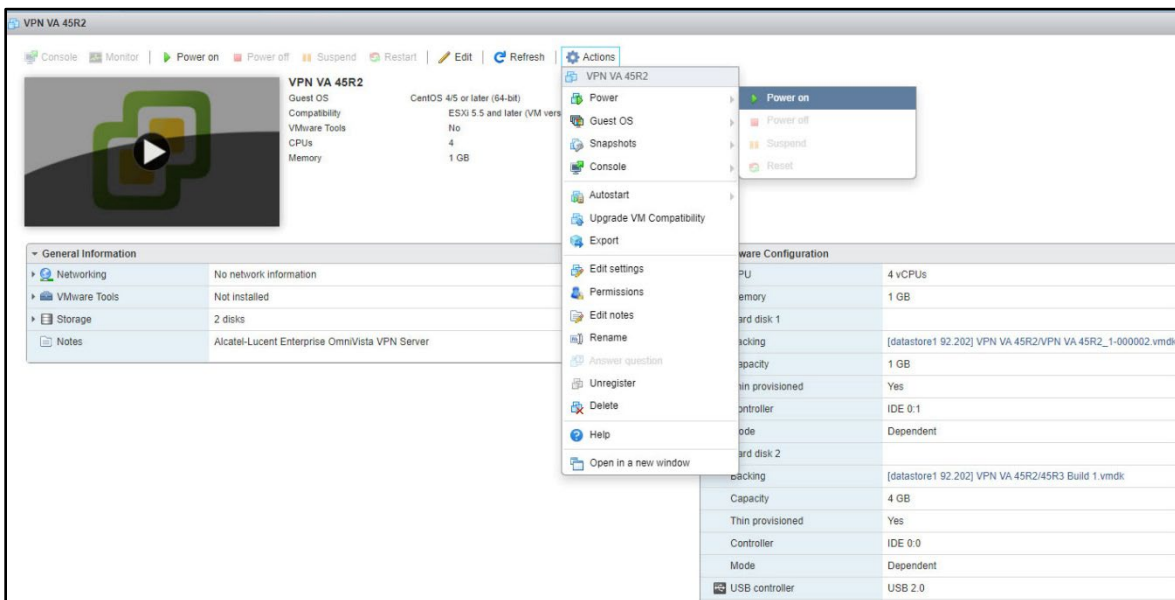 VPN VA 45R2
Console Monitor Power on Power off Suspend Restart Edit Refresh Actions
VPN VA 45R2
Guest OS CentOS 4/5 or later (64-bit)
Compatibility ESXi 5.5 and later (VM vers
VMware Tools No
CPUs 4
Memory 1 GB
VPN VA 45R2
Power
Guest OS
Snapshots
Console
Autostart
Upgrade VM Compatibility
Export
Edit settings
Permissions
Edit notes
Rename
Answer question
Unregister
Delete
Help
Open in a new window
Power on
Power off
Suspend
Reset
General Information
Networking No network information
VMware Tools Not installed
Storage 2 disks
Notes Alcatel-Lucent Enterprise OmniVista VPN Server
ware Configuration
PU 4 vCPUs
emory 1 GB
ard disk 1
acking [datastore1 92.202] VPN VA 45R2/VPN VA 45R2_1-000002.vmdk
apacity 1 GB
hin provisioned Yes
ontroller IDE 0:1
ode Dependent
ard disk 2
Backing [datastore1 92.202] VPN VA 45R2/45R3 Build 1.vmdk
Capacity 4 GB
Thin provisioned Yes
Controller IDE 0:0
Mode Dependent
USB controller USB 2.0